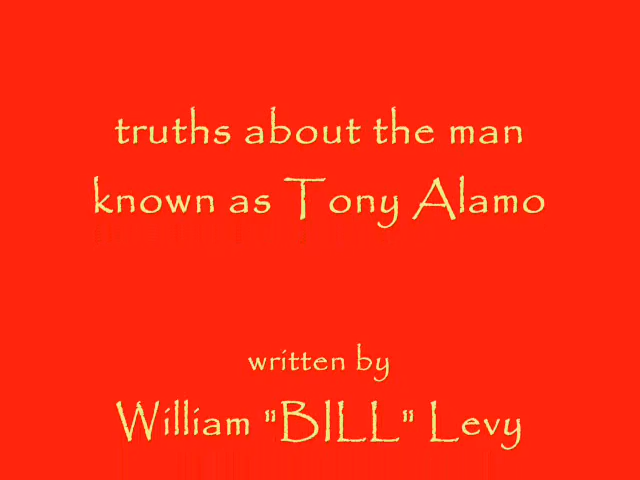 truths about the man
known as Tony Alamo
written by
William "BILL" Levy